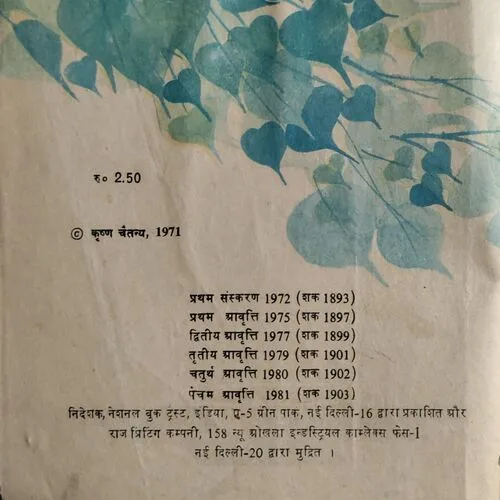 रु० 2.50
© कृष्ण चैतन्य, 1971
प्रथम संस्करण 1972 (शक 1893)
प्रथम आवृत्ति 1975 (शक 1897)
द्वितीय आवृत्ति 1977 (शक 1899)
तृतीय आवृत्ति 1979 (शक 1901)
चतुर्थ आवृत्ति 1980 (शक 1902)
पंचम आवृत्ति 1981 (शक 1903)
निदेशक, नेशनल बुक ट्रस्ट, इंडिया, ए-5 ग्रीन पार्क, नई दिल्ली-16 द्वारा प्रकाशित और
राज प्रिंटिंग कम्पनी, 158 न्यू ओखला इन्डस्ट्रियल काम्लेक्स फेस-I
नई दिल्ली-20 द्वारा मुद्रित ।